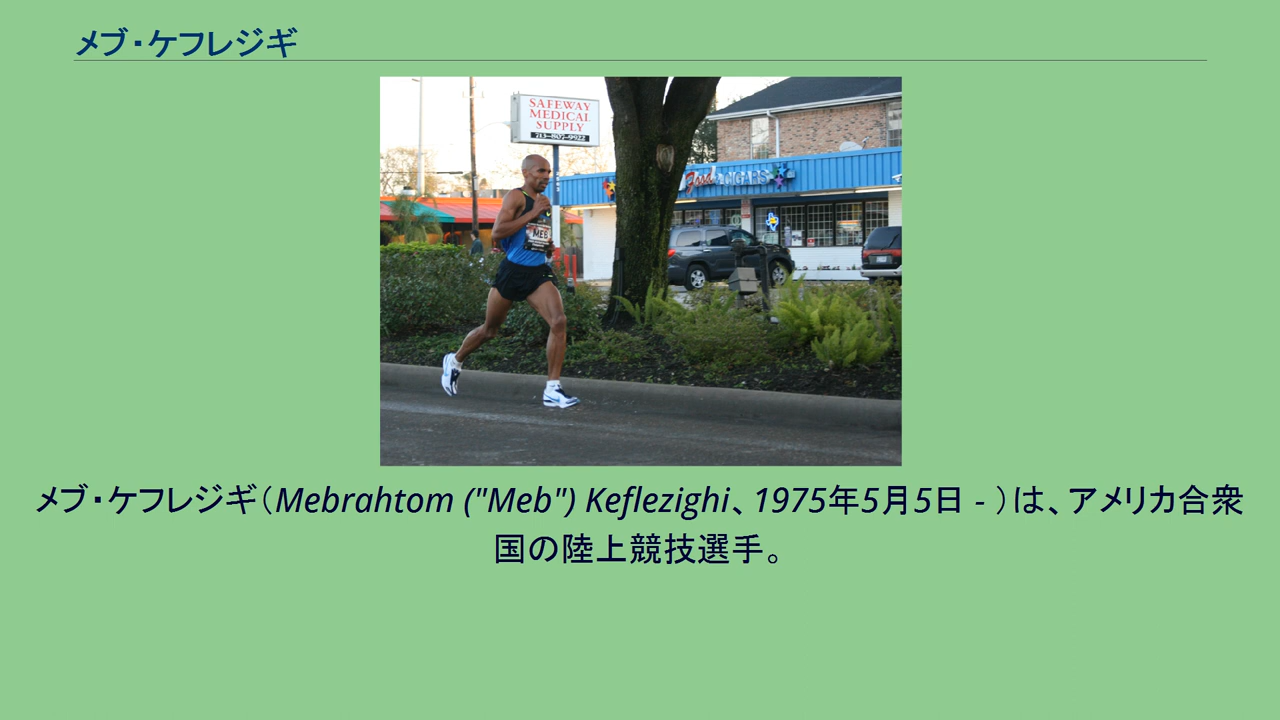 メブ・ケフレジギ
SAFEWAY
MEDICAL
SUPPLY
Food CIGARS
MEB
メブ・ケフレジギ（Mebrahtom ("Meb") Keflezighi、1975年5月5日 - ）は、アメリカ合衆
国の陸上競技選手。